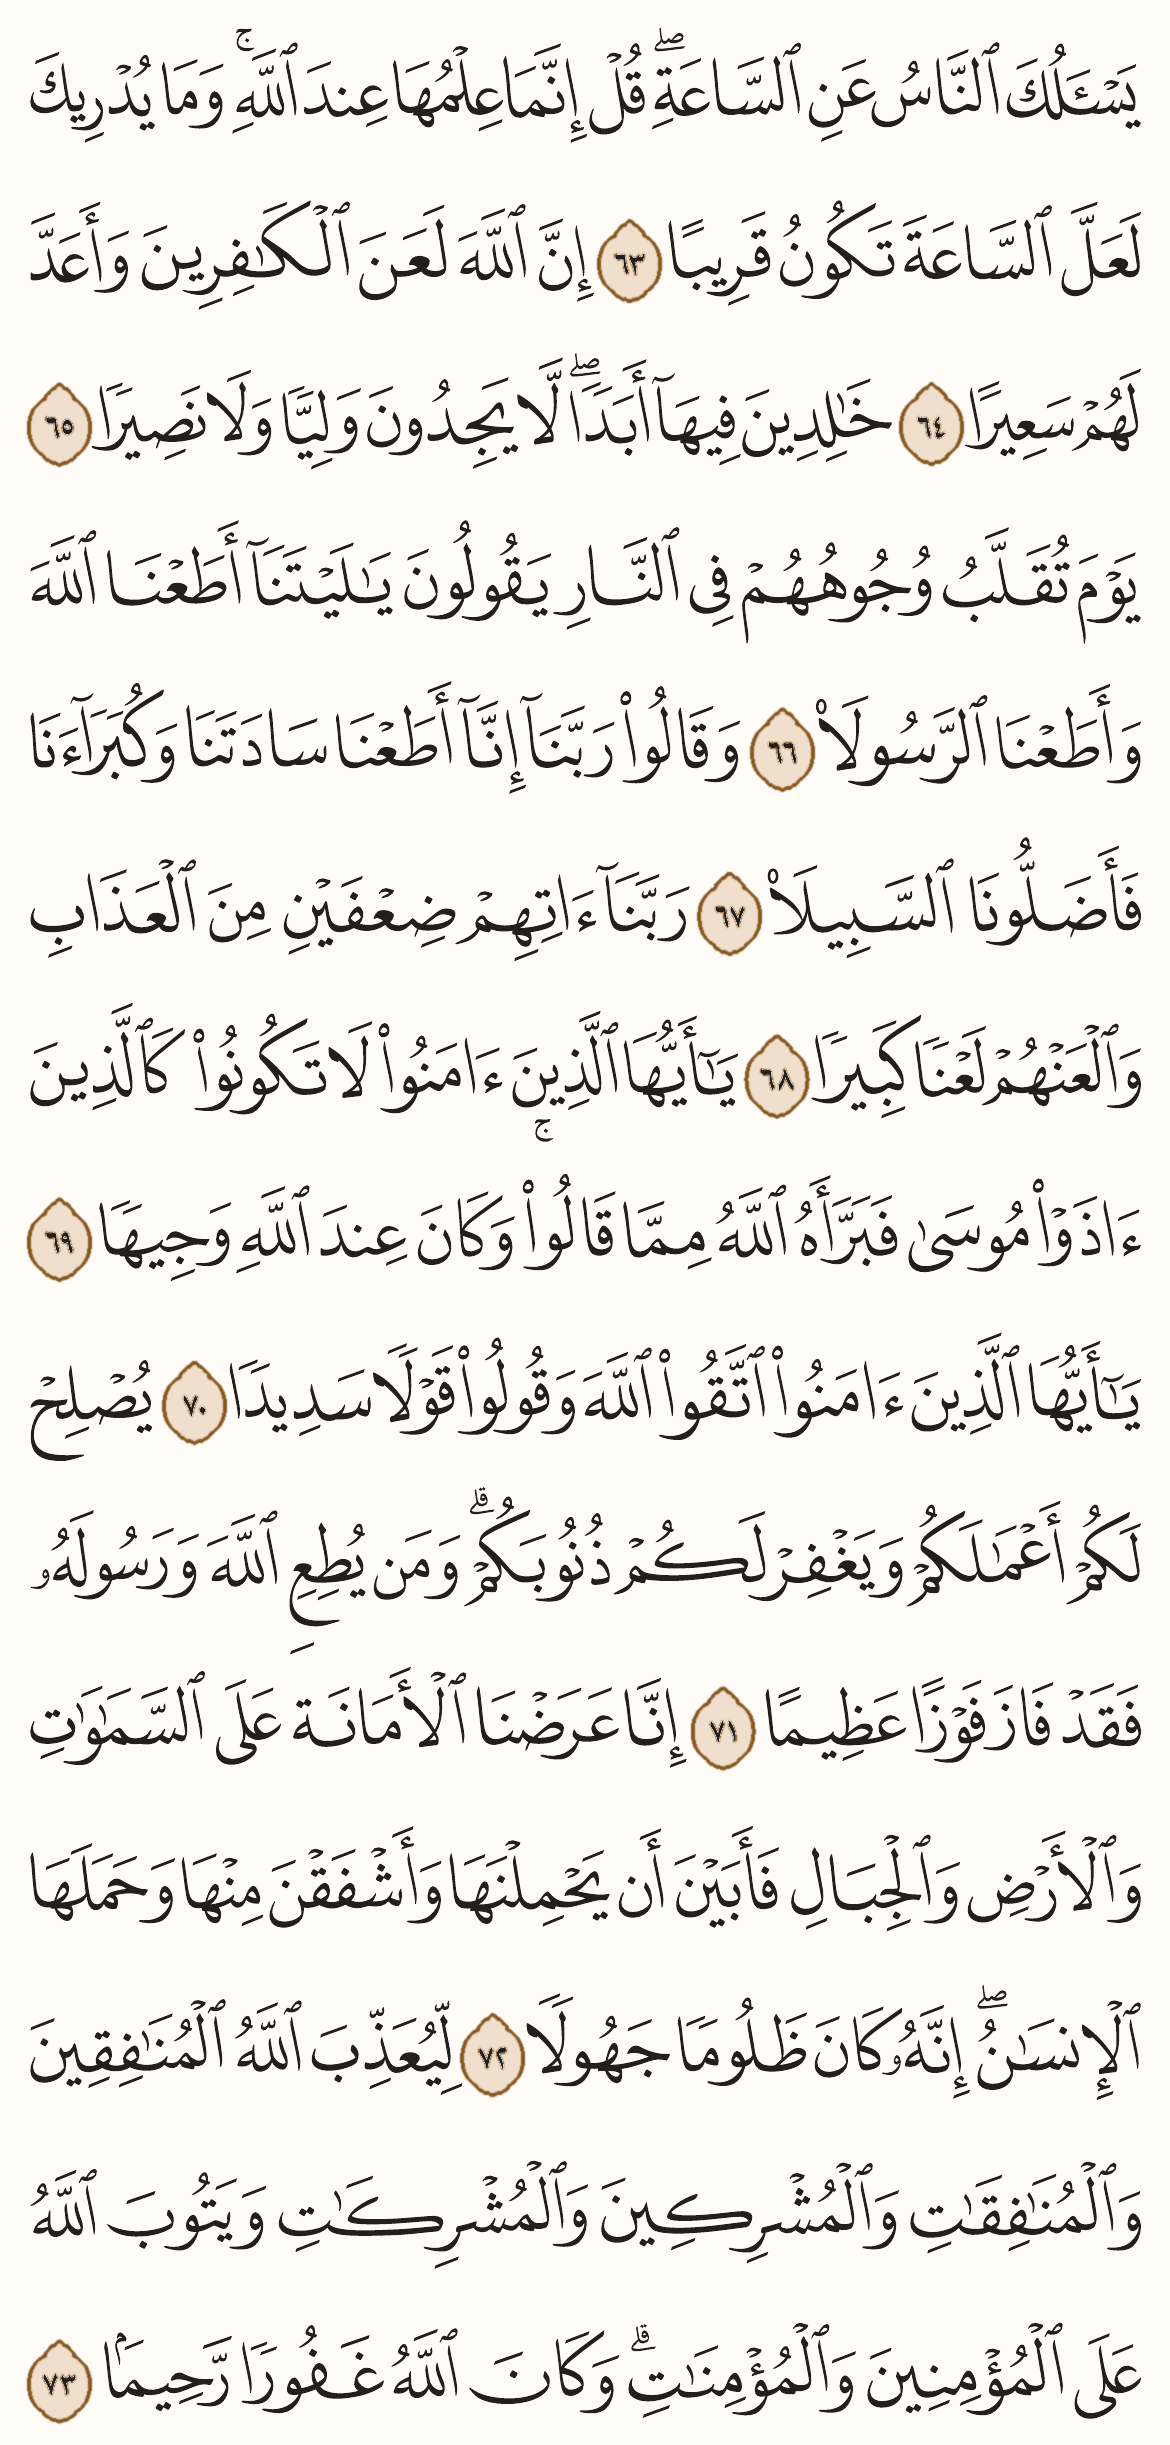 يَسْـَٔلُكَ ٱلنَّاسُ عَنِ ٱلسَّاعَةِ ۖ قُلْ إِنَّمَا عِلْمُهَا عِندَ ٱللَّهِ ۚ وَمَا يُدْرِيكَ
لَعَلَّ ٱلسَّاعَةَ تَكُونُ قَرِيبًا ٦٣ إِنَّ ٱللَّهَ لَعَنَ ٱلْكَـٰفِرِينَ وَأَعَدَّ
لَهُمْ سَعِيرًا ٦٤ خَـٰلِدِينَ فِيهَآ أَبَدًا ۖ لَّا يَجِدُونَ وَلِيًّا وَلَا نَصِيرًا ٦٥
يَوْمَ تُقَلَّبُ وُجُوهُهُمْ فِى ٱلنَّارِ يَقُولُونَ يَـٰلَيْتَنَآ أَطَعْنَا ٱللَّهَ
وَأَطَعْنَا ٱلرَّسُولَا۠ ٦٦ وَقَالُوا۟ رَبَّنَآ إِنَّآ أَطَعْنَا سَادَتَنَا وَكُبَرَآءَنَا
فَأَضَلُّونَا ٱلسَّبِيلَا۠ ٦٧ رَبَّنَآ ءَاتِهِمْ ضِعْفَيْنِ مِنَ ٱلْعَذَابِ
وَٱلْعَنْهُمْ لَعْنًا كَبِيرًا ٦٨ يَـٰٓأَيُّهَا ٱلَّذِينَ ءَامَنُوا۟ لَا تَكُونُوا۟ كَٱلَّذِينَ
ءَاذَوْا۟ مُوسَىٰ فَبَرَّأَهُ ٱللَّهُ مِمَّا قَالُوا۟ ۚ وَكَانَ عِندَ ٱللَّهِ وَجِيهًا ٦٩
يَـٰٓأَيُّهَا ٱلَّذِينَ ءَامَنُوا۟ ٱتَّقُوا۟ ٱللَّهَ وَقُولُوا۟ قَوْلًا سَدِيدًا ٧٠ يُصْلِحْ
لَكُمْ أَعْمَـٰلَكُمْ وَيَغْفِرْ لَكُمْ ذُنُوبَكُمْ ۗ وَمَن يُطِعِ ٱللَّهَ وَرَسُولَهُۥ
فَقَدْ فَازَ فَوْزًا عَظِيمًا ٧١ إِنَّا عَرَضْنَا ٱلْأَمَانَةَ عَلَى ٱلسَّمَـٰوَٰتِ
وَٱلْأَرْضِ وَٱلْجِبَالِ فَأَبَيْنَ أَن يَحْمِلْنَهَا وَأَشْفَقْنَ مِنْهَا وَحَمَلَهَا
ٱلْإِنسَـٰنُ ۖ إِنَّهُۥ كَانَ ظَلُومًا جَهُولًا ٧٢ لِّيُعَذِّبَ ٱللَّهُ ٱلْمُنَـٰفِقِينَ
وَٱلْمُنَـٰفِقَـٰتِ وَٱلْمُشْرِكِينَ وَٱلْمُشْرِكَـٰتِ وَيَتُوبَ ٱللَّهُ
عَلَى ٱلْمُؤْمِنِينَ وَٱلْمُؤْمِنَـٰتِ ۗ وَكَانَ ٱللَّهُ غَفُورًا رَّحِيمًۢا ٧٣